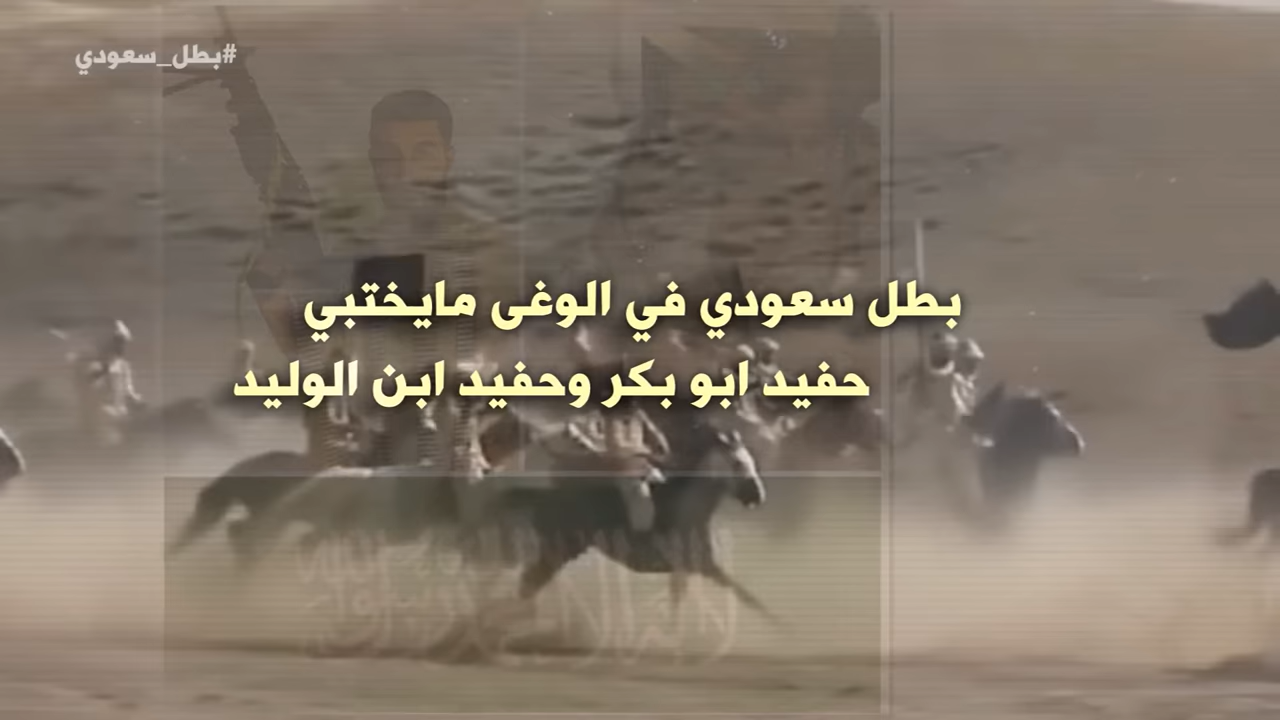 #بطل_سعودي
بطل سعودي في الوغى مايختبي
حفيد ابو بكر وحفيد ابن الوليد